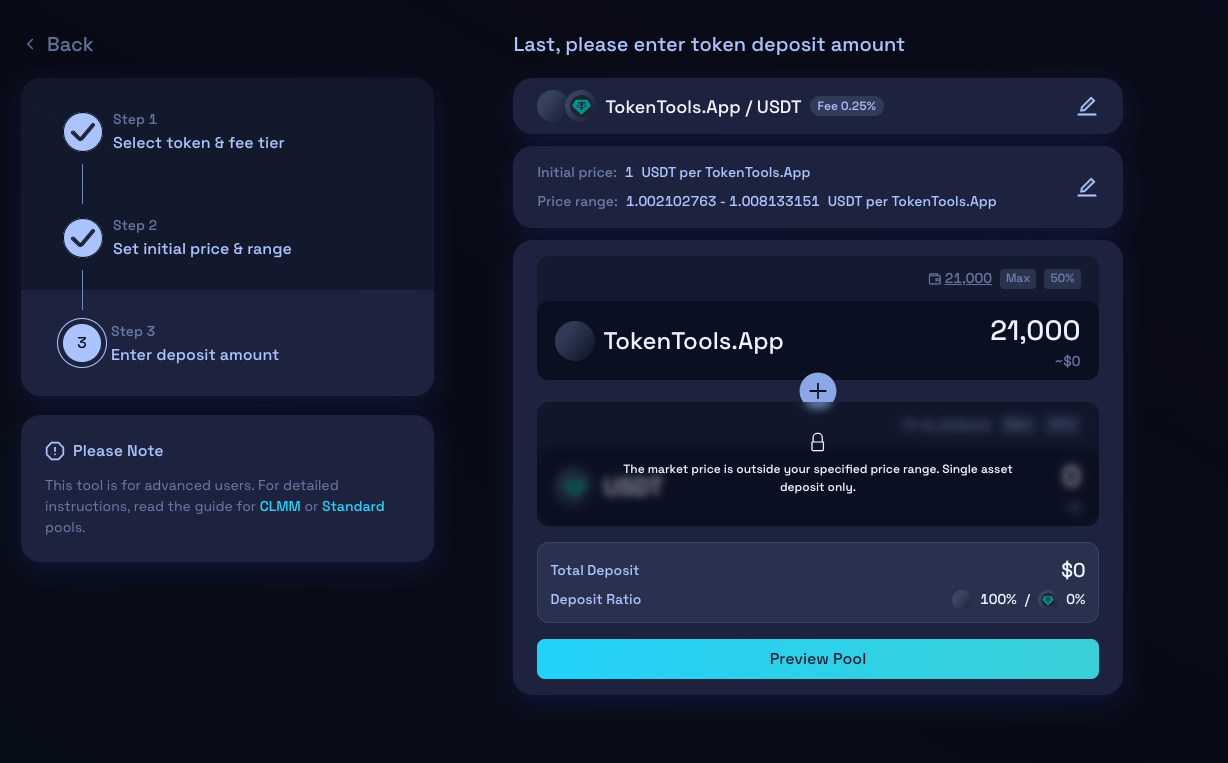 Back
Step 1
Select token & fee tier
Step 2
Set initial price & range
3
Step 3
Enter deposit amount
Please Note
This tool is for advanced users. For detailed
instructions, read the guide for CLMM or Standard
pools.
Last, please enter token deposit amount
TokenTools.App / USDT Fee 0.25%
Initial price: 1 USDT per TokenTools.App
Price range: 1.002102763 - 1.008133151 USDT per TokenTools.App
21,000 Max 50%
TokenTools.App 21,000
~$0
The market price is outside your specified price range. Single asset
deposit only.
USDT 0
Total Deposit $0
Deposit Ratio 100% / 0%
Preview Pool